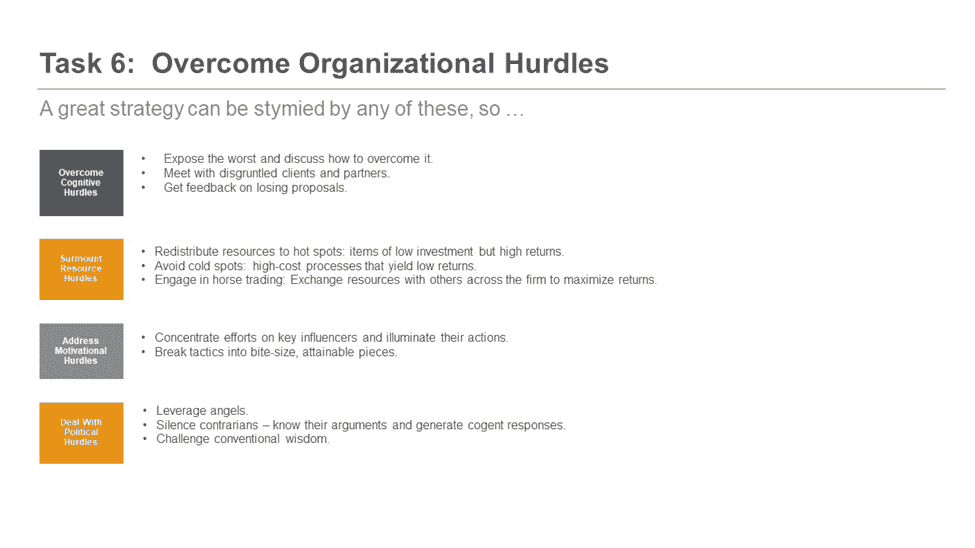 Task 6:  Overcome Organizational Hurdles
A great strategy can be stymied by any of these, so …
Overcome
Cognitive
Hurdles
• Expose the worst and discuss how to overcome it.
• Meet with disgruntled clients and partners.
• Get feedback on losing proposals.
Surmount
Resource
Hurdles
• Redistribute resources to hot spots: items of low investment but high returns.
• Avoid cold spots:  high-cost processes that yield low returns.
• Engage in horse trading: Exchange resources with others across the firm to maximize returns.
Address
Motivational
Hurdles
• Concentrate efforts on key influencers and illuminate their actions.
• Break tactics into bite-size, attainable pieces.
Deal With
Political
Hurdles
• Leverage angels.
• Silence contrarians – know their arguments and generate cogent responses.
• Challenge conventional wisdom.